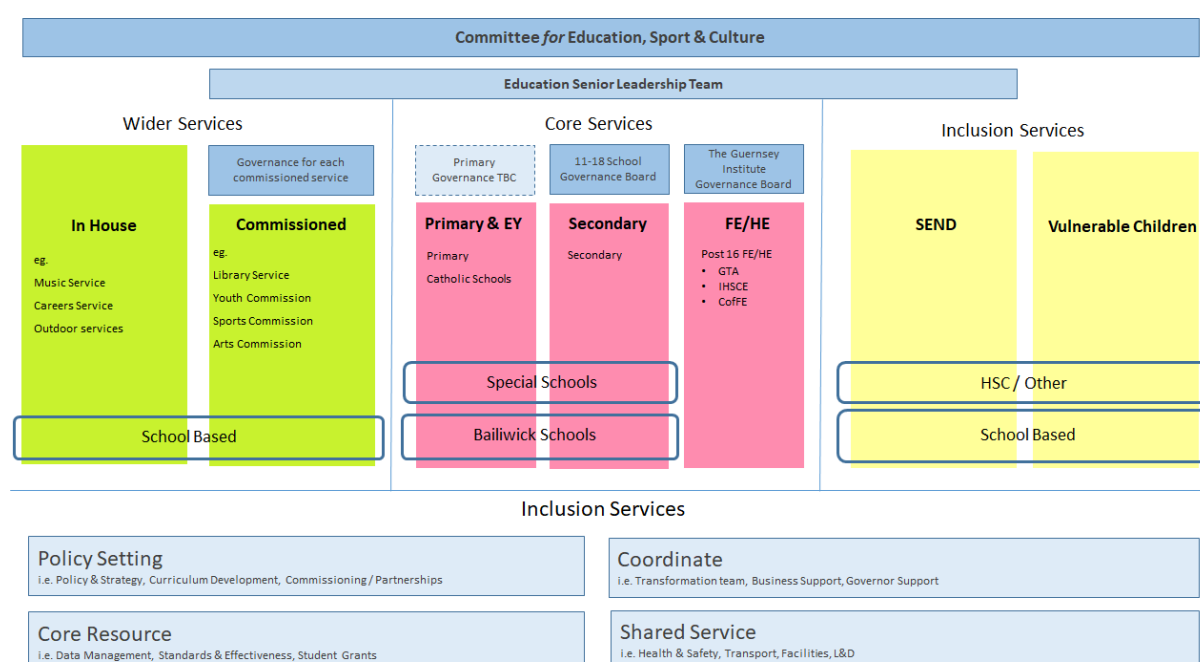 Committee for Education, Sport & Culture
Education Senior Leadership Team
Wider Services
Core Services
Inclusion Services
Governance for each
commissioned service
Primary
Governance TBC
11-18 School
Governance Board
The Guernsey
Institute
Governance Board
In House
eg.
Music Service
Careers Service
Outdoor services
Commissioned
eg.
Library Service
Youth Commission
Sports Commission
Arts Commission
School Based
Primary & EY
Primary
Catholic Schools
Secondary
Secondary
FE/HE
Post 16 FE/HE
• GTA
• IHSCE
• CofFE
Special Schools
Bailiwick Schools
SEND
Vulnerable Children
HSC / Other
School Based
Inclusion Services
Policy Setting
i.e. Policy & Strategy, Curriculum Development, Commissioning / Partnerships
Coordinate
i.e. Transformation team, Business Support, Governor Support
Core Resource
i.e. Data Management, Standards & Effectiveness, Student Grants
Shared Service
i.e. Health & Safety, Transport, Facilities, L&D